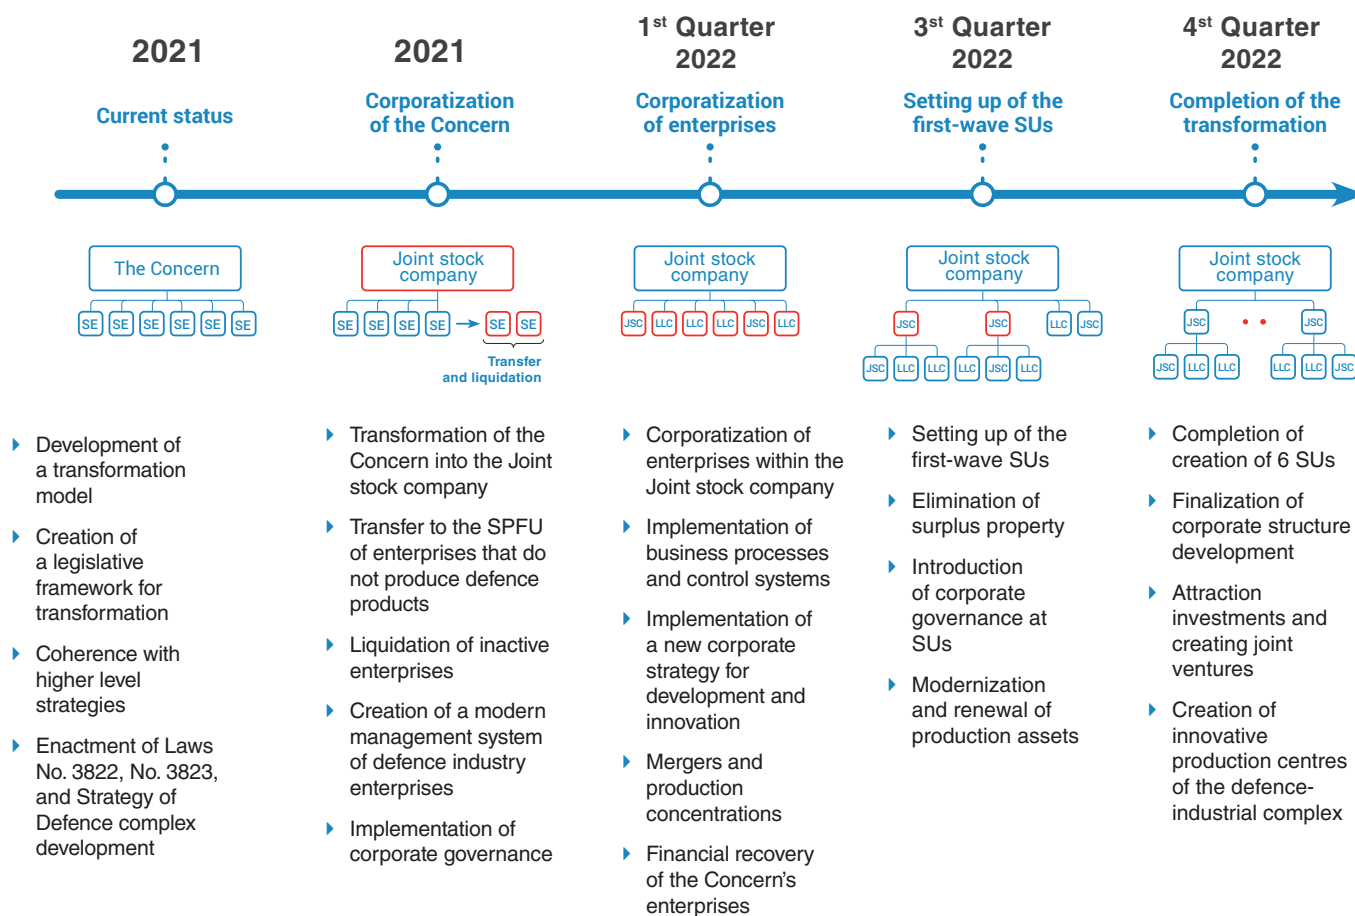 2021
Current status
The Concern
SE SE SE SE SE SE
Development of
a transformation
model
Creation of
a legislative
framework for
transformation
Coherence with
higher level
strategies
Enactment of Laws
No. 3822, No. 3823,
and Strategy of
Defence complex
development
2021
Corporatization
of the Concern
Joint stock
company
SE SE SE SE SE SE
Transfer
and liquidation
Transformation of the
Concern into the Joint
stock company
Transfer to the SPFU
of enterprises that do
not produce defence
products
Liquidation of inactive
enterprises
Creation of a modern
management system
of defence industry
enterprises
Implementation of
corporate governance
1st Quarter
2022
Corporatization
of enterprises
Joint stock
company
JSC LLC LLC LLC JSC LLC
Corporatization of
enterprises within the
Joint stock company
Implementation of
business processes
and control systems
Implementation of
a new corporate
strategy for
development and
innovation
Mergers and
production
concentrations
Financial recovery
of the Concern's
enterprises
3st Quarter
2022
Setting up of the
first-wave SUs
Joint stock
company
JSC JSC LLC JSC
JSC LLC LLC LLC JSC LLC
Setting up of the
first-wave SUs
Elimination of
surplus property
Introduction
of corporate
governance at
SUs
Modernization
and renewal of
production assets
4st Quarter
2022
Completion of the
transformation
Joint stock
company
JSC JSC
JSC LLC LLC LLC LLC JSC
Completion of
creation of 6 SUs
Finalization of
corporate structure
development
Attraction
investments and
creating joint
ventures
Creation of
innovative
production centres
of the defence-
industrial complex